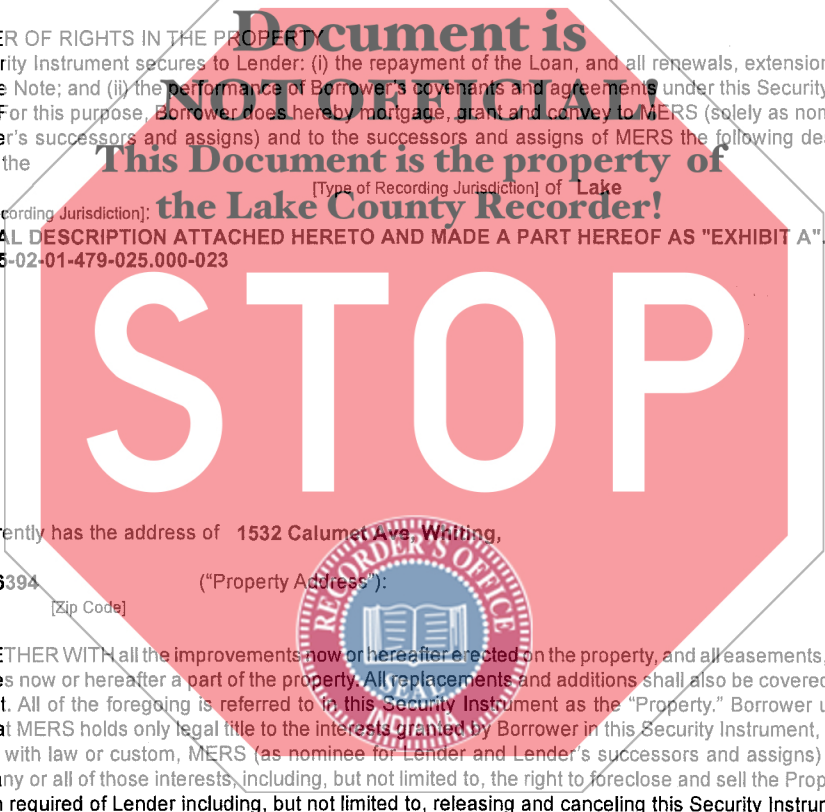 Document is
ER OF RIGHTS IN THE PROPERTY
rity Instrument secures to Lender: (i) the repayment of the Loan, and all renewals, extension
e Note; and (ii) the performance of Borrower's covenants and agreements under this Security
NOT OFFICIAL!
For this purpose, Borrower does hereby mortgage, grant and convey to MERS (solely as nom
er's successors and assigns) and to the successors and assigns of MERS the following de
This Document is the property of
the
[Type of Recording Jurisdiction] of Lake
the Lake County Recorder!
cording Jurisdiction]:
AL DESCRIPTION ATTACHED HERETO AND MADE A PART HEREOF AS "EXHIBIT A".
5-02-01-479-025.000-023
STOP
rently has the address of 1532 Calumet Ave, Whiting,
RECORDER'S OFFICE
6394 ("Property Address"):
[Zip Code]
ETHER WITH all the improvements now or hereafter erected on the property, and all easements,
es now or hereafter a part of the property. All replacements and additions shall also be covered
SEAL
t. All of the foregoing is referred to in this Security Instrument as the “Property.” Borrower u
INDIANA
at MERS holds only legal title to the interests granted by Borrower in this Security Instrument,
with law or custom, MERS (as nominee for Lender and Lender's successors and assigns)
ny or all of those interests, including, but not limited to, the right to foreclose and sell the Prop
n required of Lender including, but not limited to, releasing and canceling this Security Instrum